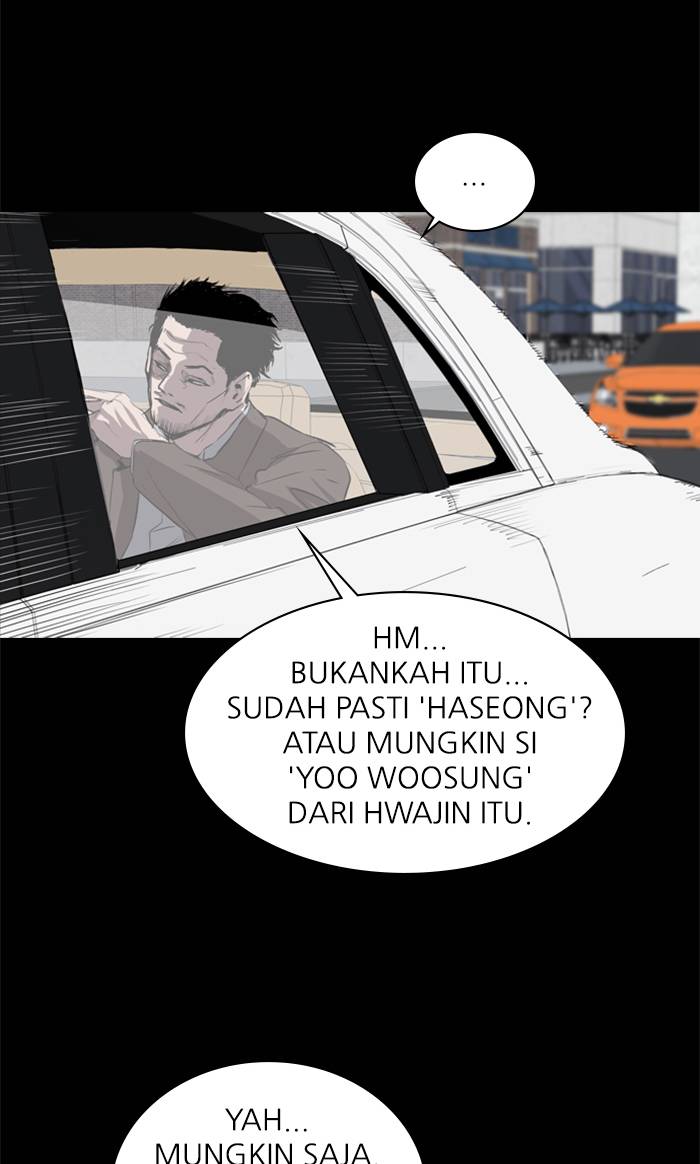 ...
HM...
BUKANKAH ITU...
SUDAH PASTI 'HASEONG'?
ATAU MUNGKIN SI
'YOO WOOSUNG'
DARI HWAJIN ITU.
YAH...
MUNGKIN SAJA.